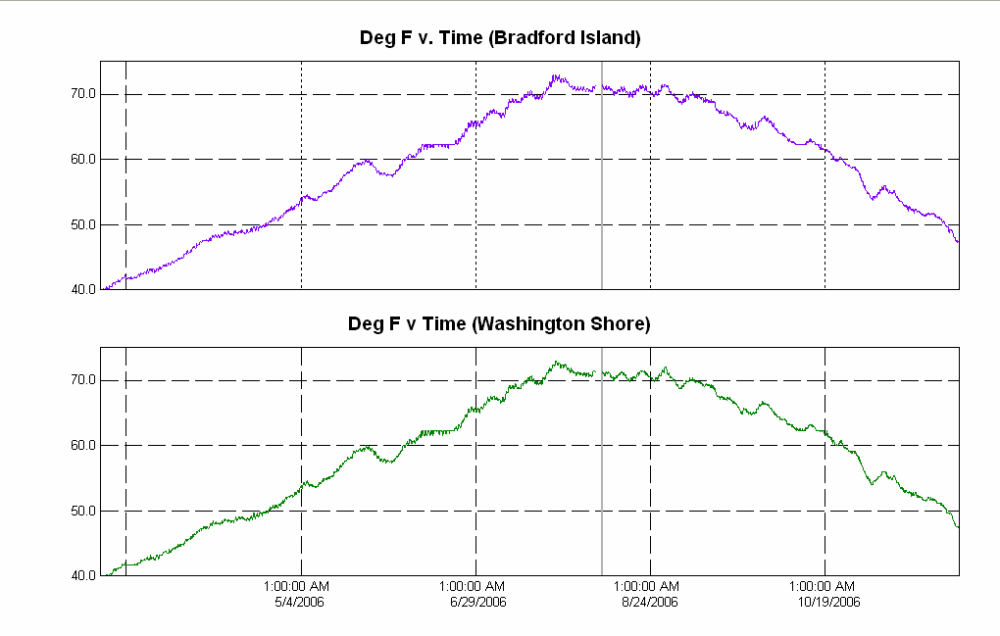 Deg F v. Time (Bradford Island)
70.0
60.0
50.0
40.0
Deg F v Time (Washington Shore)
70.0
60.0
50.0
40.0
1:00:00 AM 1:00:00 AM 1:00:00 AM 1:00:00 AM
5/4/2006 6/29/2006 8/24/2006 10/19/2006